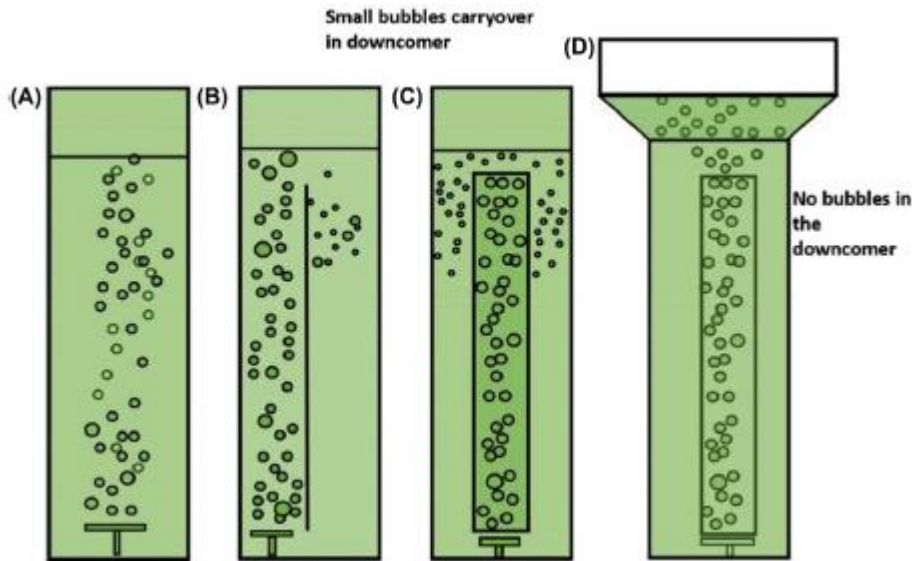 Small bubbles carryover
in downcomer
(A)
(B)
(C)
(D)
No bubbles in
the
downcomer